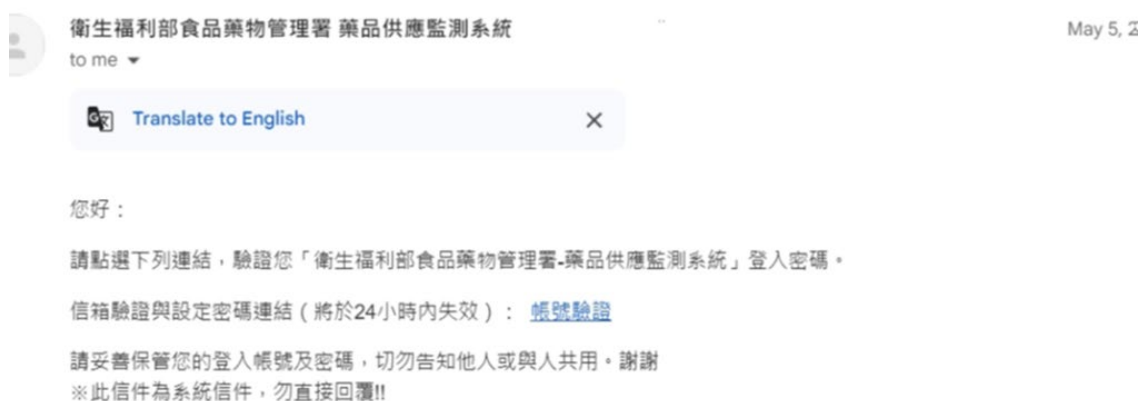 衛生福利部食品藥物管理署 藥品供應監測系統
May 5, 2
to me
Translate to English
您好：
請點選下列連結，驗證您「衛生福利部食品藥物管理署-藥品供應監測系統」登入密碼。
信箱驗證與設定密碼連結（將於24小時內失效）： 帳號驗證
請妥善保管您的登入帳號及密碼，切勿告知他人或與人共用。謝謝
※此信件為系統信件，勿直接回覆!!